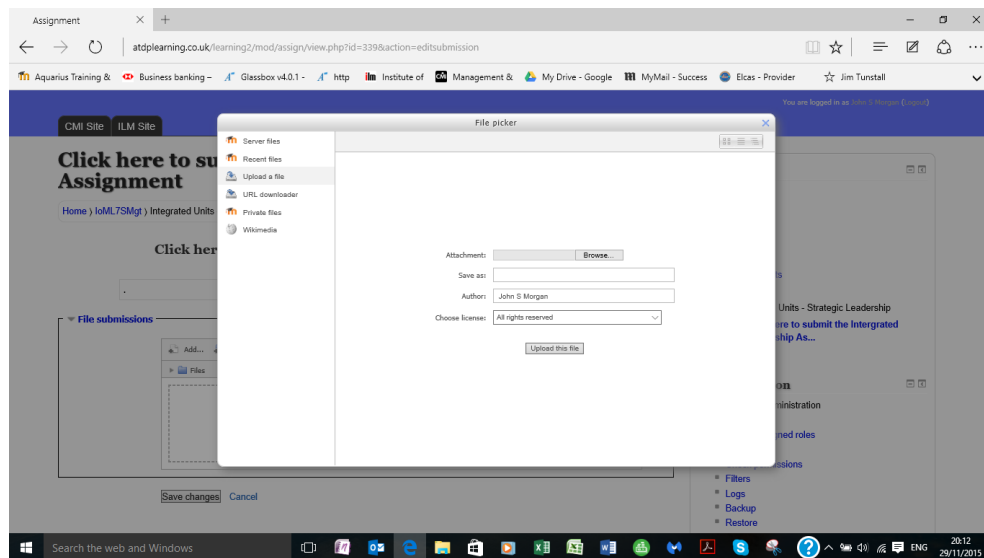 Assignment
atdplearning.co.uk/learning2/mod/assign/view.php?id=339&action=editsubmission
Aquarius Training & Business banking – Glassbox v4.0.1 - http Institute of Management & My Drive - Google MyMail - Success Elcas - Provider Jim Tunstall
You are logged in as John S Morgan (Logout)
CMI Site ILM Site
File picker
Server files
Recent files
Upload a file
URL downloader
Private files
Wikimedia
Click here to su
Assignment
Home IoML7SMgt Integrated Units
Click her
.
File submissions
Add...
Files
Attachment: Browse...
Save as:
Author: John S Morgan
Choose license: All rights reserved
Upload this file
ts
Units - Strategic Leadership
ere to submit the Intergrated
ship As...
on
ministration
ned roles
issions
Filters
Logs
Backup
Restore
Save changes Cancel
Search the web and Windows
ENG
20:12
29/11/2015